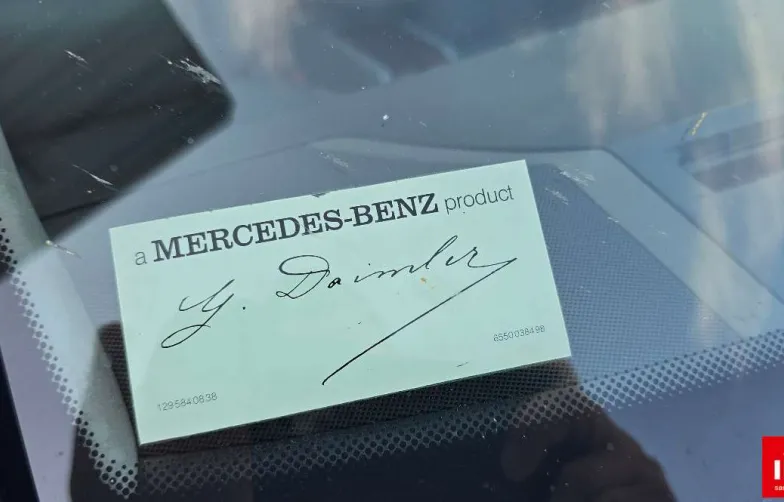 a MERCEDES-BENZ product
G. Daimler
6550038498
1295840838